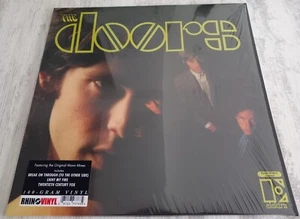 THE
doors
Featuring the Original Mono Mixes
includes
BREAK ON THROUGH (TO THE OTHER SIDE)
LIGHT MY FIRE
TWENTIETH CENTURY FOX
180-GRAM VINYL
RHINO VINYL
elektra